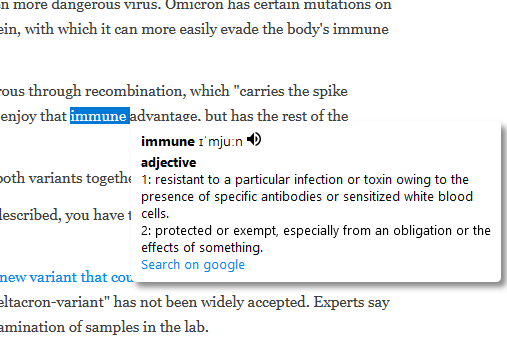 n more dangerous virus. Omicron has certain mutations on
ein, with which it can more easily evade the body's immune
rous through recombination, which "carries the spike
enjoy that immune advantage. but has the rest of the
immune ɪˈmjuːn
adjective
1: resistant to a particular infection or toxin owing to the
presence of specific antibodies or sensitized white blood
cells.
2: protected or exempt, especially from an obligation or the
effects of something.
Search on google
both variants togethe
described, you have t
new variant that cou
eltacron-variant" has not been widely accepted. Experts say
amination of samples in the lab.